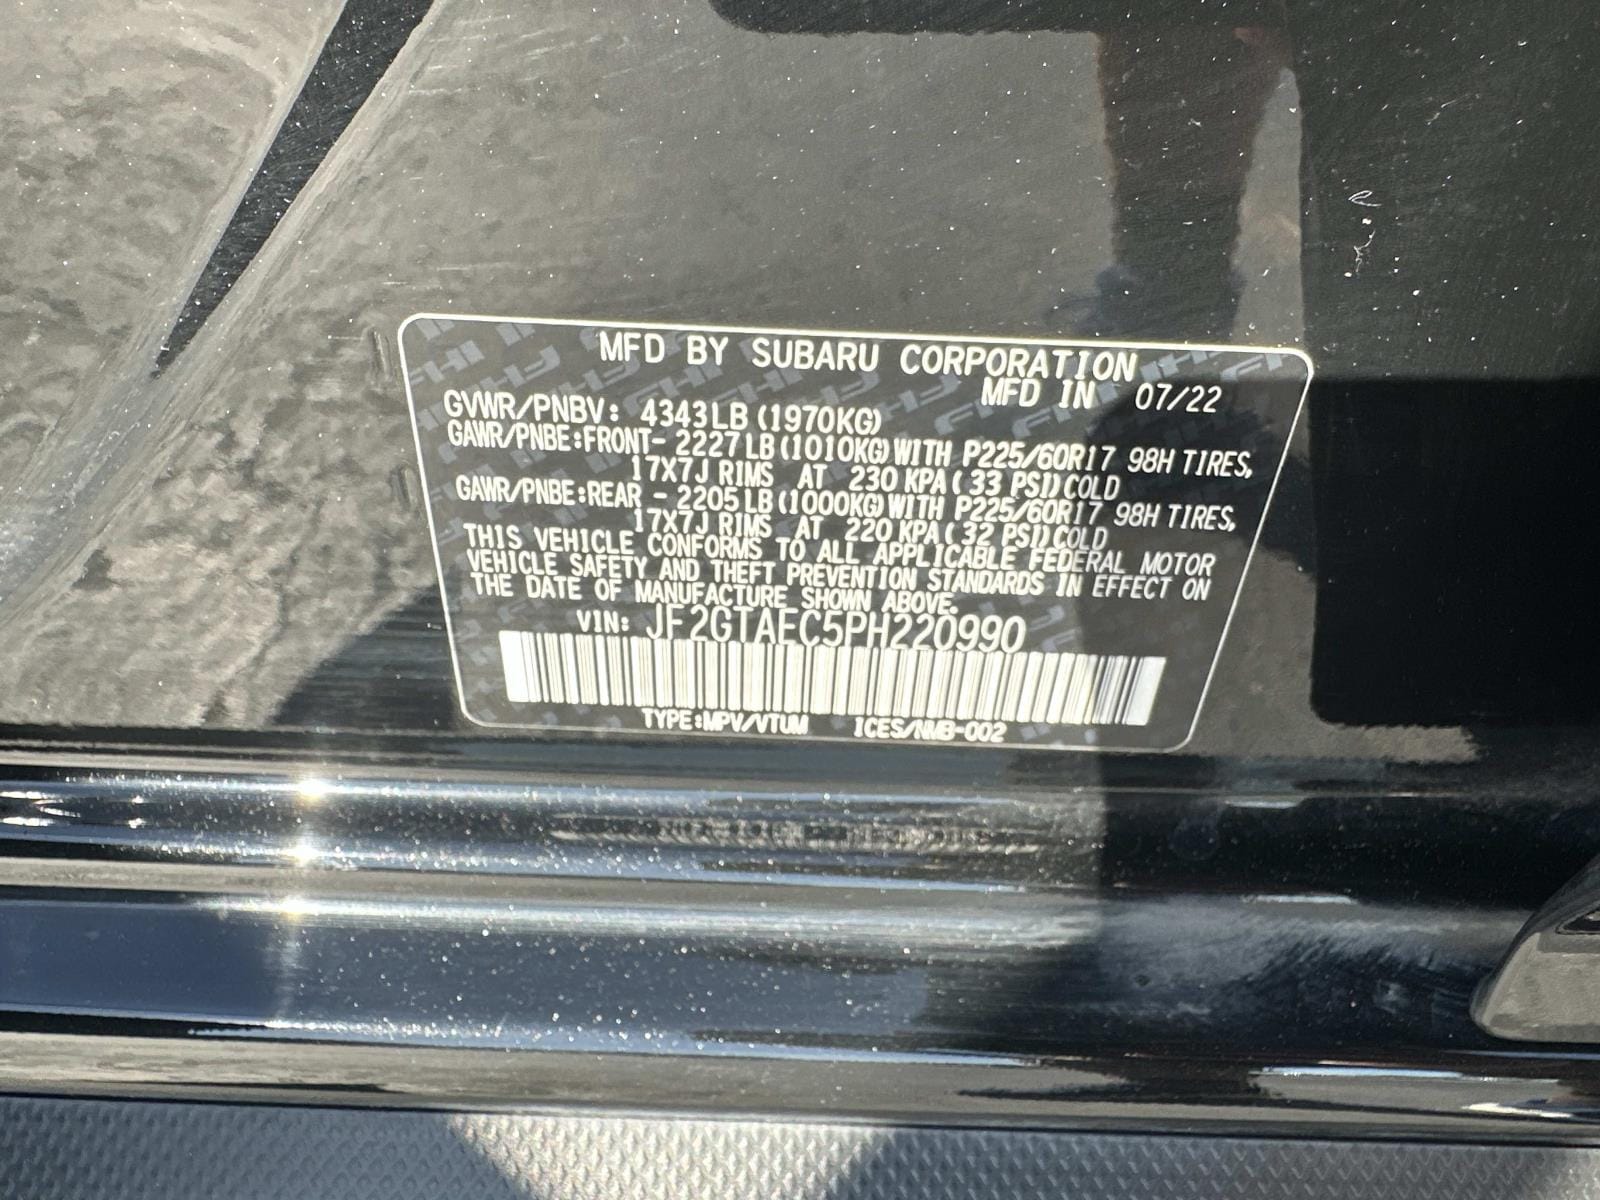 MFD BY SUBARU CORPORATION
MFD IN 07/22
GVWR/PNBV: 4343LB (1970KG)
GAWR/PNBE:FRONT- 2227LB (1010KG) WITH P225/60R17 98H TIRES,
17X7J RIMS AT 230 KPA (33 PSI) COLD
GAWR/PNBE:REAR - 2205LB (1000KG) WITH P225/60R17 98H TIRES,
17X7J RIMS AT 220 KPA (32 PSI) COLD
THIS VEHICLE CONFORMS TO ALL APPLICABLE FEDERAL MOTOR
VEHICLE SAFETY AND THEFT PREVENTION STANDARDS IN EFFECT ON
THE DATE OF MANUFACTURE SHOWN ABOVE.
VIN: JF2GTAEC5PH220990
TYPE:MPV/VTUM ICES/NMB-002